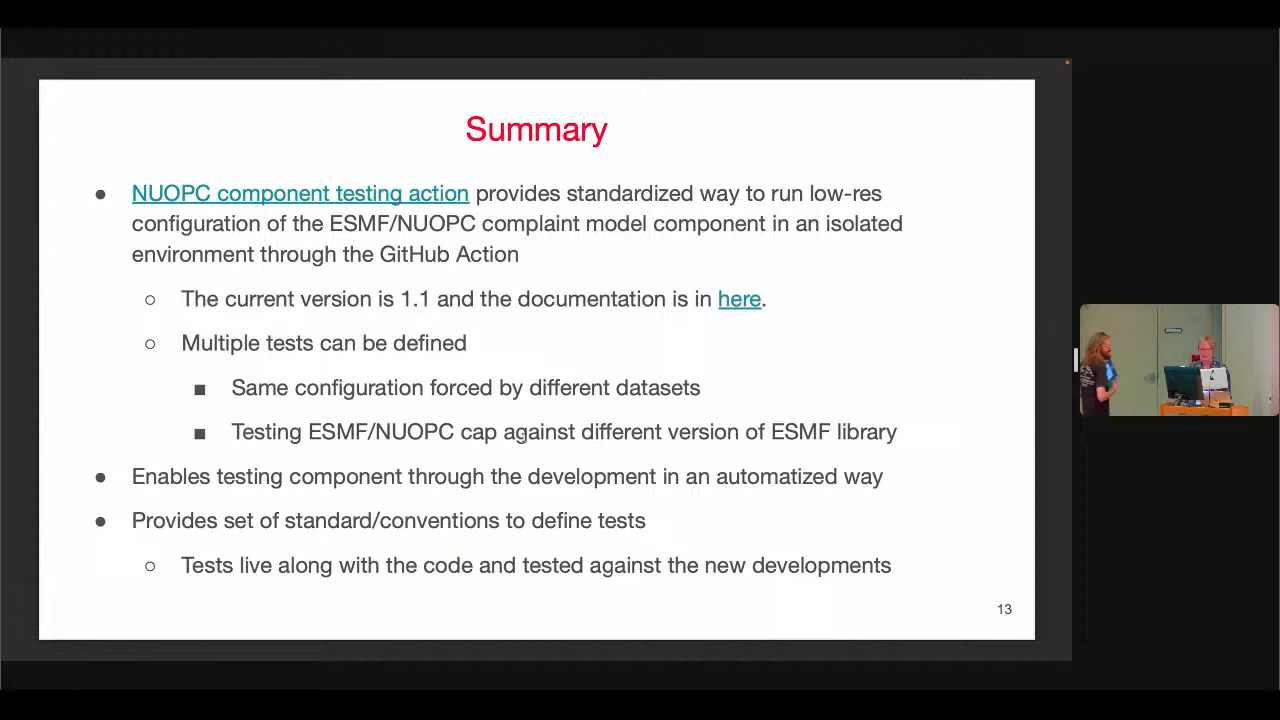 Summary
● NUOPC component testing action provides standardized way to run low-res
configuration of the ESMF/NUOPC complaint model component in an isolated
environment through the GitHub Action
○ The current version is 1.1 and the documentation is in here.
○ Multiple tests can be defined
■ Same configuration forced by different datasets
■ Testing ESMF/NUOPC cap against different version of ESMF library
● Enables testing component through the development in an automatized way
● Provides set of standard/conventions to define tests
○ Tests live along with the code and tested against the new developments
13